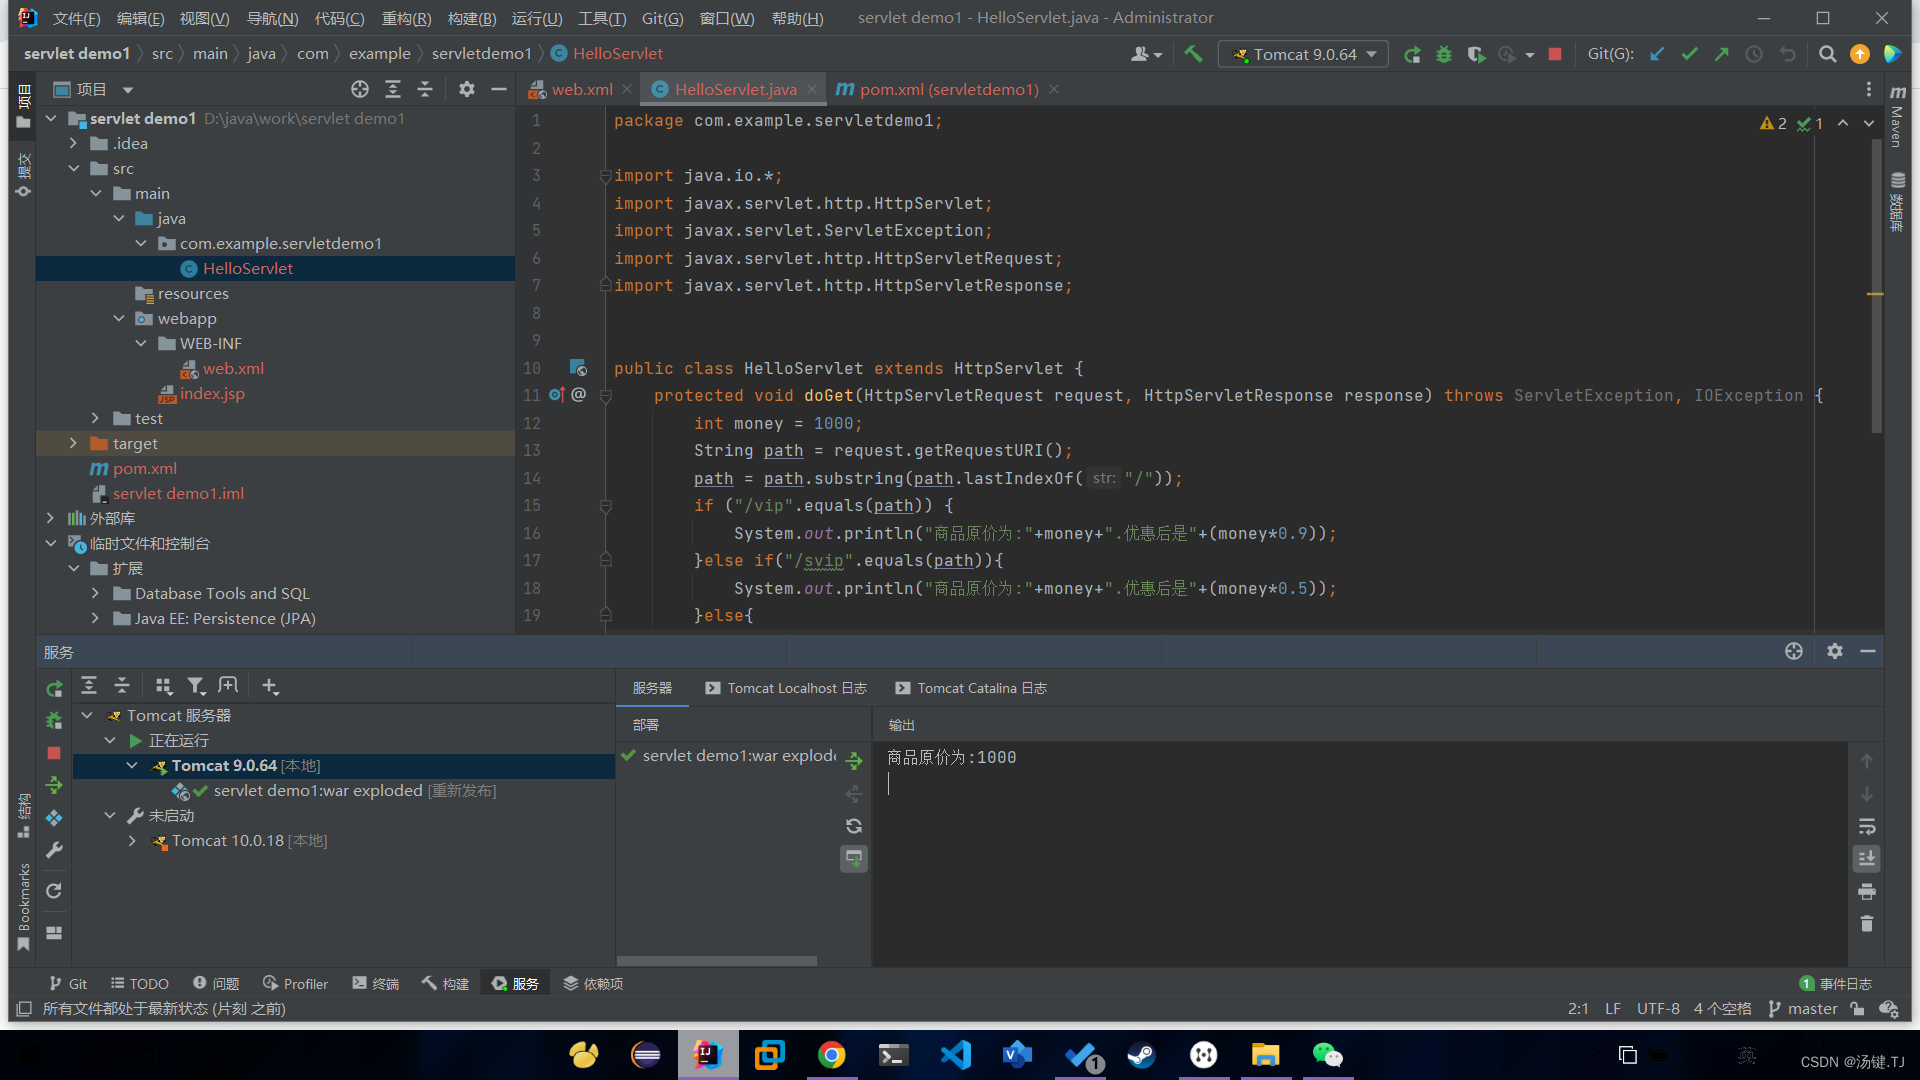 文件(F) 编辑(E) 视图(V) 导航(N) 代码(C) 重构(R) 构建(B) 运行(U) 工具(T) Git(G) 窗口(W) 帮助(H) servlet demo1 - HelloServlet.java - Administrator
servlet demo1 src main java com example servletdemo1 HelloServlet Tomcat 9.0.64 Git(G):
项目 web.xml HelloServlet.java pom.xml (servletdemo1)
servlet demo1 D:\java\work\servlet demo1
.idea
src
main
java
com.example.servletdemo1
HelloServlet
resources
webapp
WEB-INF
web.xml
index.jsp
test
target
pom.xml
servlet demo1.iml
外部库
临时文件和控制台
扩展
Database Tools and SQL
Java EE: Persistence (JPA)
项目
提交
结构
Bookmarks
1 package com.example.servletdemo1;
2
3 import java.io.*;
4 import javax.servlet.http.HttpServlet;
5 import javax.servlet.ServletException;
6 import javax.servlet.http.HttpServletRequest;
7 import javax.servlet.http.HttpServletResponse;
8
9
10 public class HelloServlet extends HttpServlet {
11 @ protected void doGet(HttpServletRequest request, HttpServletResponse response) throws ServletException, IOException {
12 int money = 1000;
13 String path = request.getRequestURI();
14 path = path.substring(path.lastIndexOf( str: "/"));
15 if ("/vip".equals(path)) {
16 System.out.println("商品原价为:"+money+".优惠后是"+(money*0.9));
17 }else if("/svip".equals(path)){
18 System.out.println("商品原价为:"+money+".优惠后是"+(money*0.5));
19 }else{
2 1
Maven
数据库
服务
Tomcat 服务器
正在运行
Tomcat 9.0.64 [本地]
servlet demo1:war exploded [重新发布]
未启动
Tomcat 10.0.18 [本地]
服务器 Tomcat Localhost 日志 Tomcat Catalina 日志
部署 输出
servlet demo1:war explode
商品原价为:1000
Git TODO 问题 Profiler 终端 构建 服务 依赖项 1 事件日志
所有文件都处于最新状态 (片刻 之前) 2:1 LF UTF-8 4 个空格 master
1 英
CSDN @汤键.TJ